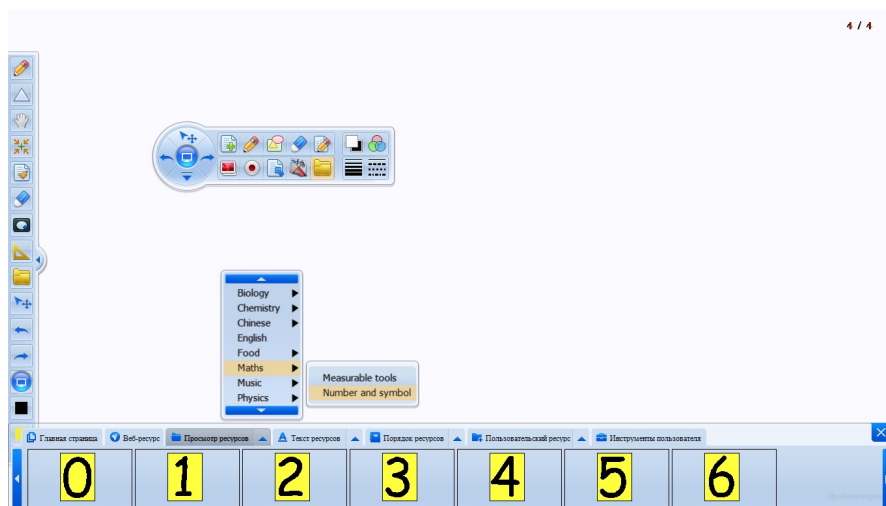 4 / 4
Biology
Chemistry
Chinese
English
Food
Maths
Music
Physics
Measurable tools
Number and symbol
Главная страница Веб-ресурс Просмотр ресурсов Текст ресурсов Порядок ресурсов Пользовательский ресурс Инструменты пользователя
0 1 2 3 4 5 6